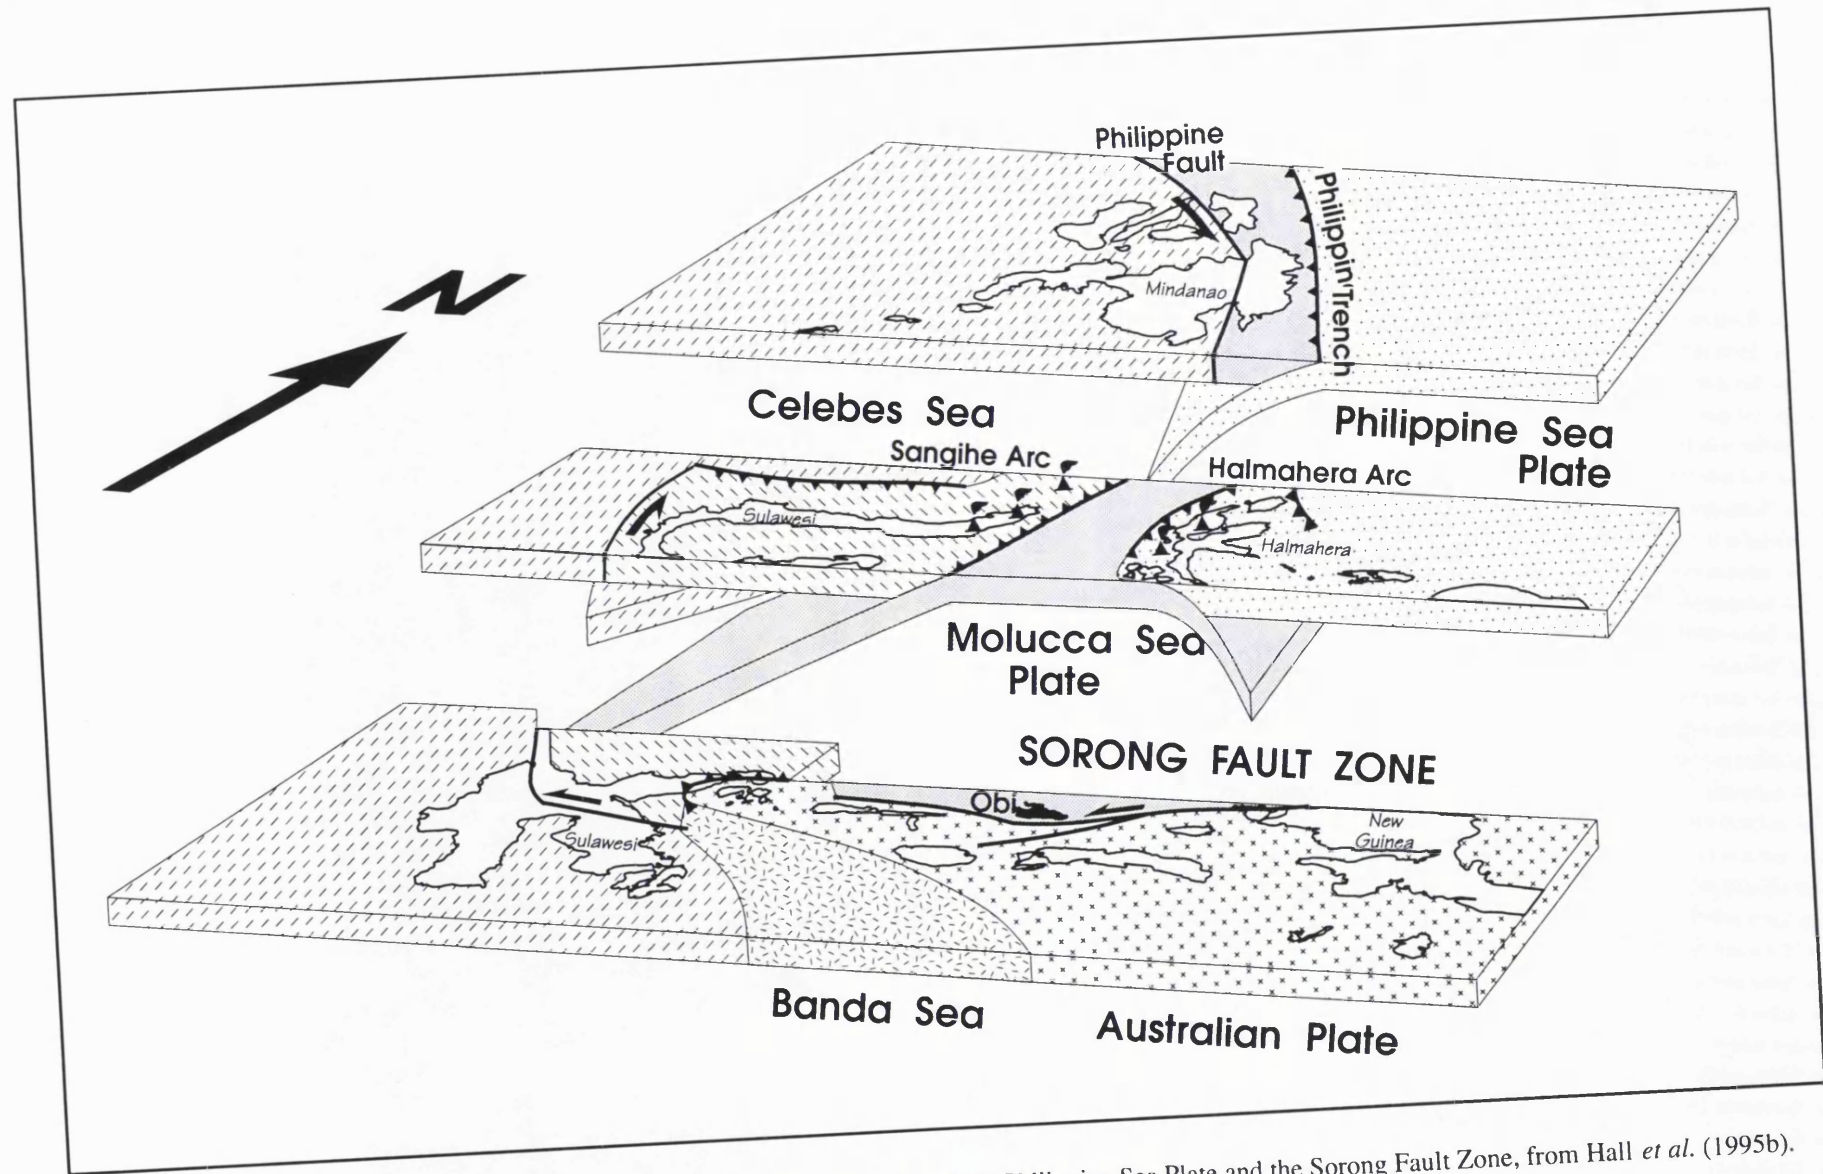 Philippine
Fault
Philippin'Trench
Mindanao
N
Celebes Sea
Philippine Sea
Plate
Sangihe Arc
Halmahera Arc
Sulawesi
Halmahera
Molucca Sea
Plate
SORONG FAULT ZONE
Obi
New
Guinea
Sulawesi
Banda Sea
Australian Plate
Sea Plate and the Sorong Fault Zone, from Hall et al. (1995b).